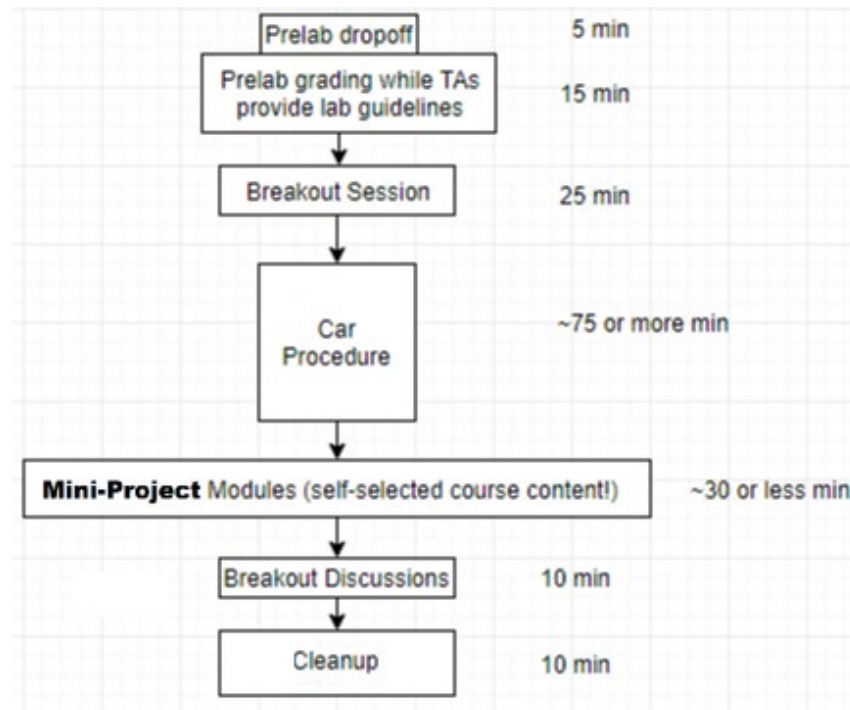 Prelab dropoff
5 min
Prelab grading while TAs
provide lab guidelines
15 min
Breakout Session
25 min
Car
Procedure
~75 or more min
Mini-Project Modules (self-selected course content!)
~30 or less min
Breakout Discussions
10 min
Cleanup
10 min